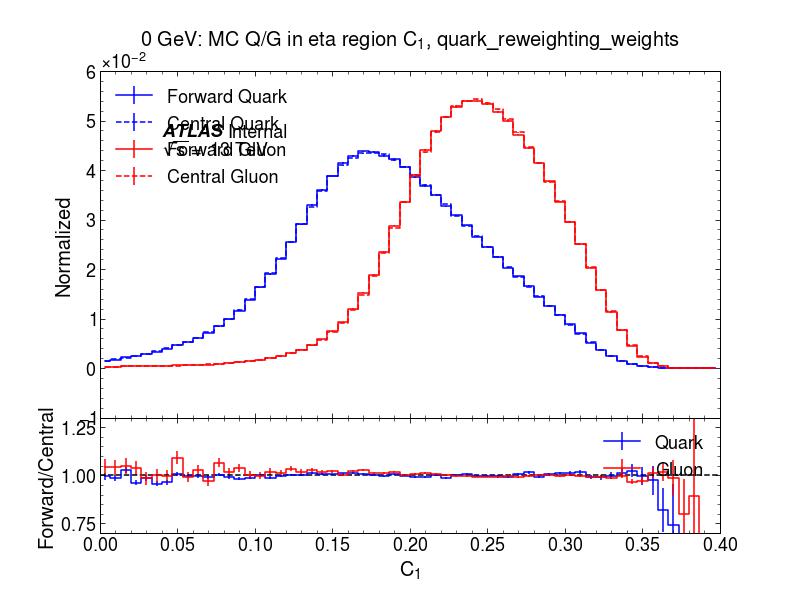 0 GeV: MC Q/G in eta region C₁, quark_reweighting_weights
×10⁻²
6
5
4
3
2
1
0
−1
Normalized
Forward Quark
Central Quark
ATLAS Internal
√s = 13 TeV
Forward Gluon
Central Gluon
1.25
1.00
0.75
Forward/Central
Quark
Gluon
0.00 0.05 0.10 0.15 0.20 0.25 0.30 0.35 0.40
C₁